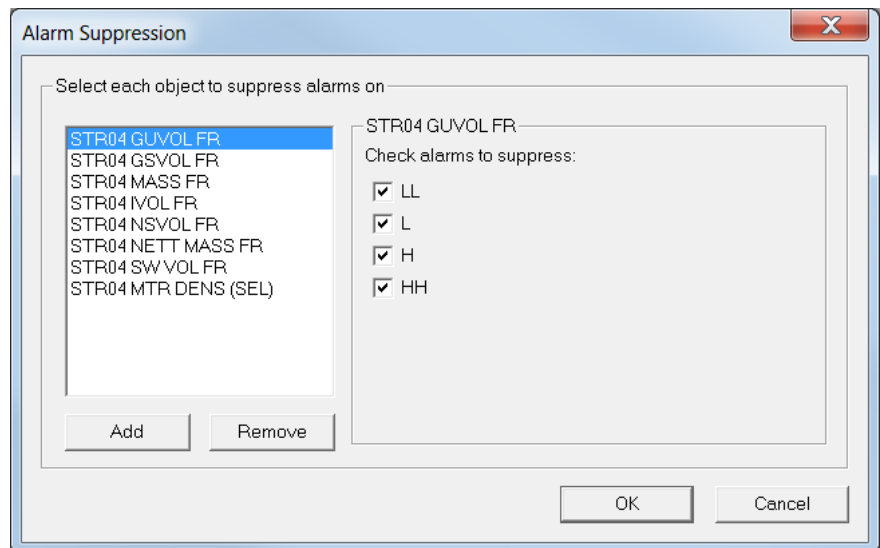 Alarm Suppression
Select each object to suppress alarms on
STR04 GUVOL FR
STR04 GSVOL FR
STR04 MASS FR
STR04 IVOL FR
STR04 NSVOL FR
STR04 NETT MASS FR
STR04 SW VOL FR
STR04 MTR DENS (SEL)
Add
Remove
STR04 GUVOL FR
Check alarms to suppress:
LL
L
H
HH
OK
Cancel